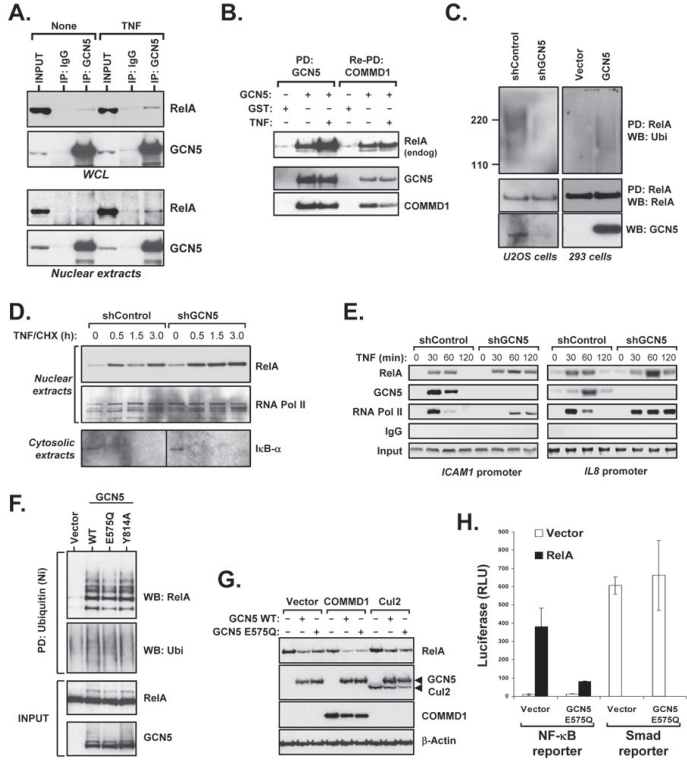 A.
None TNF
INPUT IP: IgG IP: GCN5 INPUT IP: IgG IP: GCN5
RelA
GCN5
WCL
RelA
GCN5
Nuclear extracts
B.
PD: GCN5
Re-PD: COMMD1
GCN5: – + + – + +
GST: + – – + – –
TNF: – – + – – +
RelA
(endog)
GCN5
COMMD1
C.
shControl shGCN5 Vector GCN5
220
110
PD: RelA
WB: Ubi
PD: RelA
WB: RelA
WB: GCN5
U2OS cells 293 cells
D.
shControl shGCN5
TNF/CHX (h): 0 0.5 1.5 3.0 0 0.5 1.5 3.0
Nuclear extracts
RelA
RNA Pol II
Cytosolic extracts
IκB-α
E.
shControl shGCN5 shControl shGCN5
TNF (min): 0 30 60 120 0 30 60 120 0 30 60 120 0 30 60 120
RelA
GCN5
RNA Pol II
IgG
Input
ICAM1 promoter IL8 promoter
F.
GCN5
Vector WT E575Q Y814A
PD: Ubiquitin (Ni)
WB: RelA
WB: Ubi
INPUT
RelA
GCN5
G.
Vector COMMD1 Cul2
GCN5 WT: – + – – + – – + –
GCN5 E575Q: – – + – – + – – +
RelA
GCN5
Cul2
COMMD1
β-Actin
H.
Vector
RelA
Luciferase (RLU)
900
800
700
600
500
400
300
200
100
0
Vector GCN5 E575Q Vector GCN5 E575Q
NF-κB reporter
Smad reporter